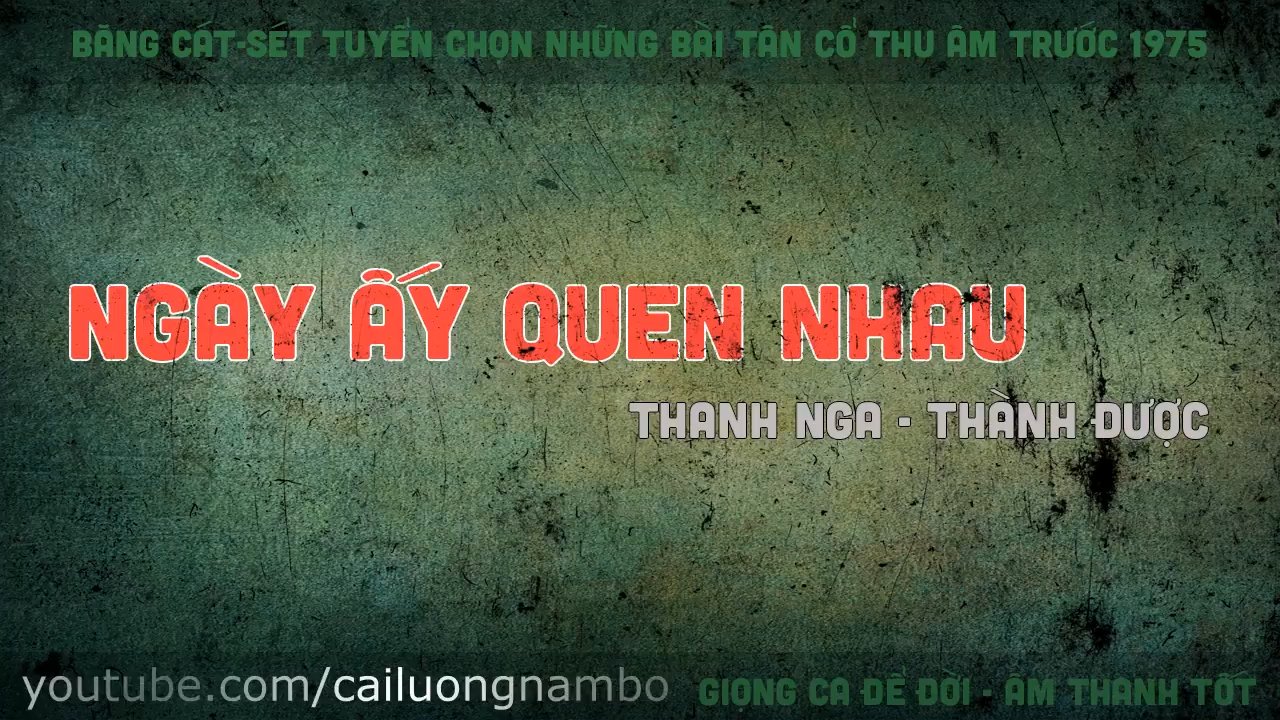 BĂNG CÁT-SÉT TUYỂN CHỌN NHỮNG BÀI TÂN CỔ THU ÂM TRƯỚC 1975
NGÀY ẤY QUEN NHAU
THANH NGA - THÀNH ĐƯỢC
youtube.com/cailuongnambo
GIỌNG CA ĐỂ ĐỜI - ÂM THANH TỐT